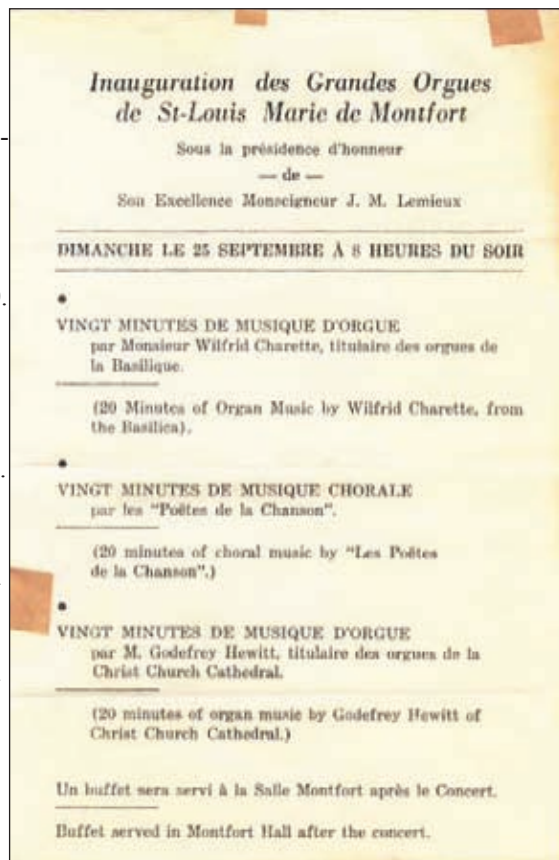 Inauguration des Grandes Orgues
de St-Louis Marie de Montfort
Sous la présidence d'honneur
— de —
Son Excellence Monseigneur J. M. Lemieux
DIMANCHE LE 25 SEPTEMBRE À 8 HEURES DU SOIR
•
VINGT MINUTES DE MUSIQUE D'ORGUE
par Monsieur Wilfrid Charette, titulaire des orgues de
la Basilique.
(20 Minutes of Organ Music by Wilfrid Charette, from
the Basilica).
•
VINGT MINUTES DE MUSIQUE CHORALE
par les "Poëtes de la Chanson".
(20 minutes of choral music by "Les Poëtes
de la Chanson".)
•
VINGT MINUTES DE MUSIQUE D'ORGUE
par M. Godefrey Hewitt, titulaire des orgues de la
Christ Church Cathedral.
(20 minutes of organ music by Godefrey Hewitt of
Christ Church Cathedral.)
Un buffet sera servi à la Salle Montfort après le Concert.
Buffet served in Montfort Hall after the concert.